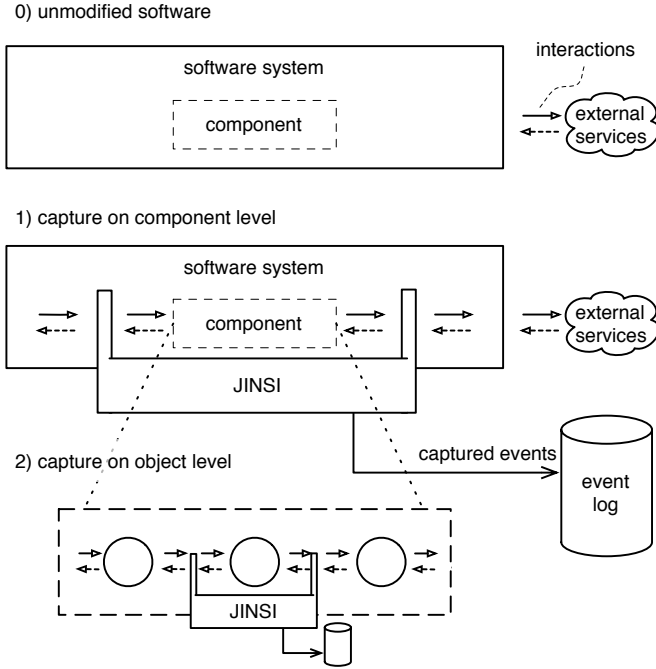 0) unmodified software
interactions
software system
component
external
services
1) capture on component level
software system
component
external
services
JINSI
captured events
2) capture on object level
event
log
JINSI